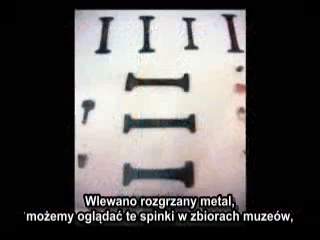 Wlewano rozgrzany metal,
możemy oglądać te spinki w zbiorach muzeów,